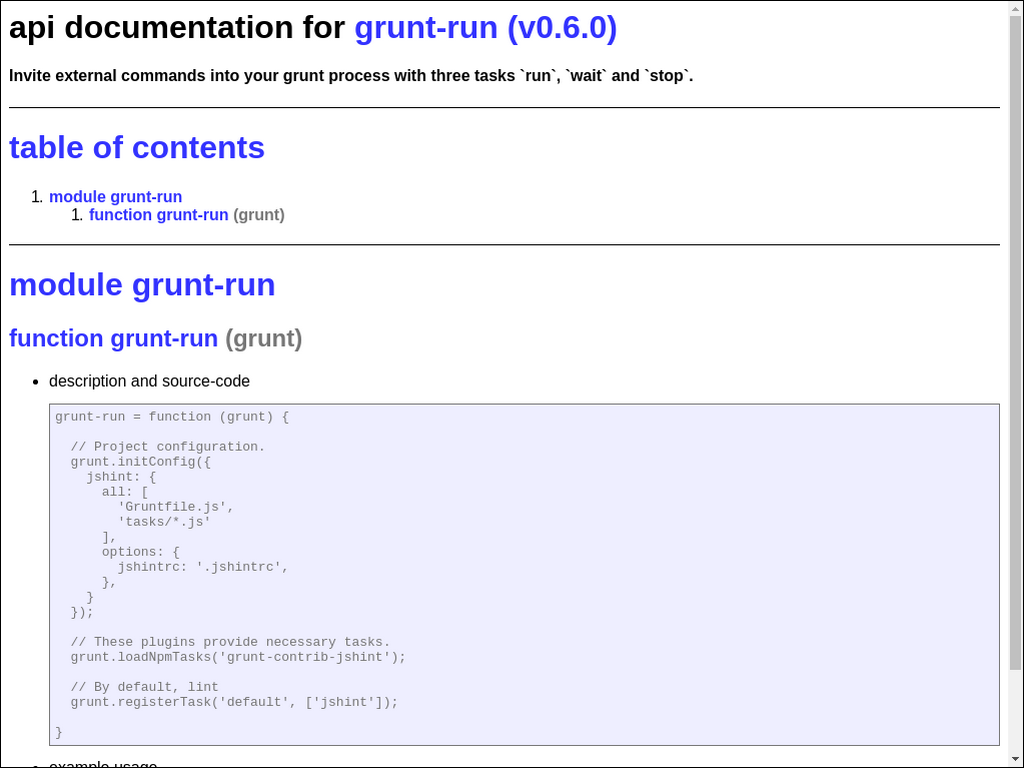 api documentation for grunt-run (v0.6.0)
Invite external commands into your grunt process with three tasks `run`, `wait` and `stop`.
table of contents
1. module grunt-run
1. function grunt-run (grunt)
module grunt-run
function grunt-run (grunt)
• description and source-code
grunt-run = function (grunt) {
  // Project configuration.
  grunt.initConfig({
    jshint: {
      all: [
        'Gruntfile.js',
        'tasks/*.js'
      ],
      options: {
        jshintrc: '.jshintrc',
      },
    }
  });
  // These plugins provide necessary tasks.
  grunt.loadNpmTasks('grunt-contrib-jshint');
  // By default, lint
  grunt.registerTask('default', ['jshint']);
}
• example usage